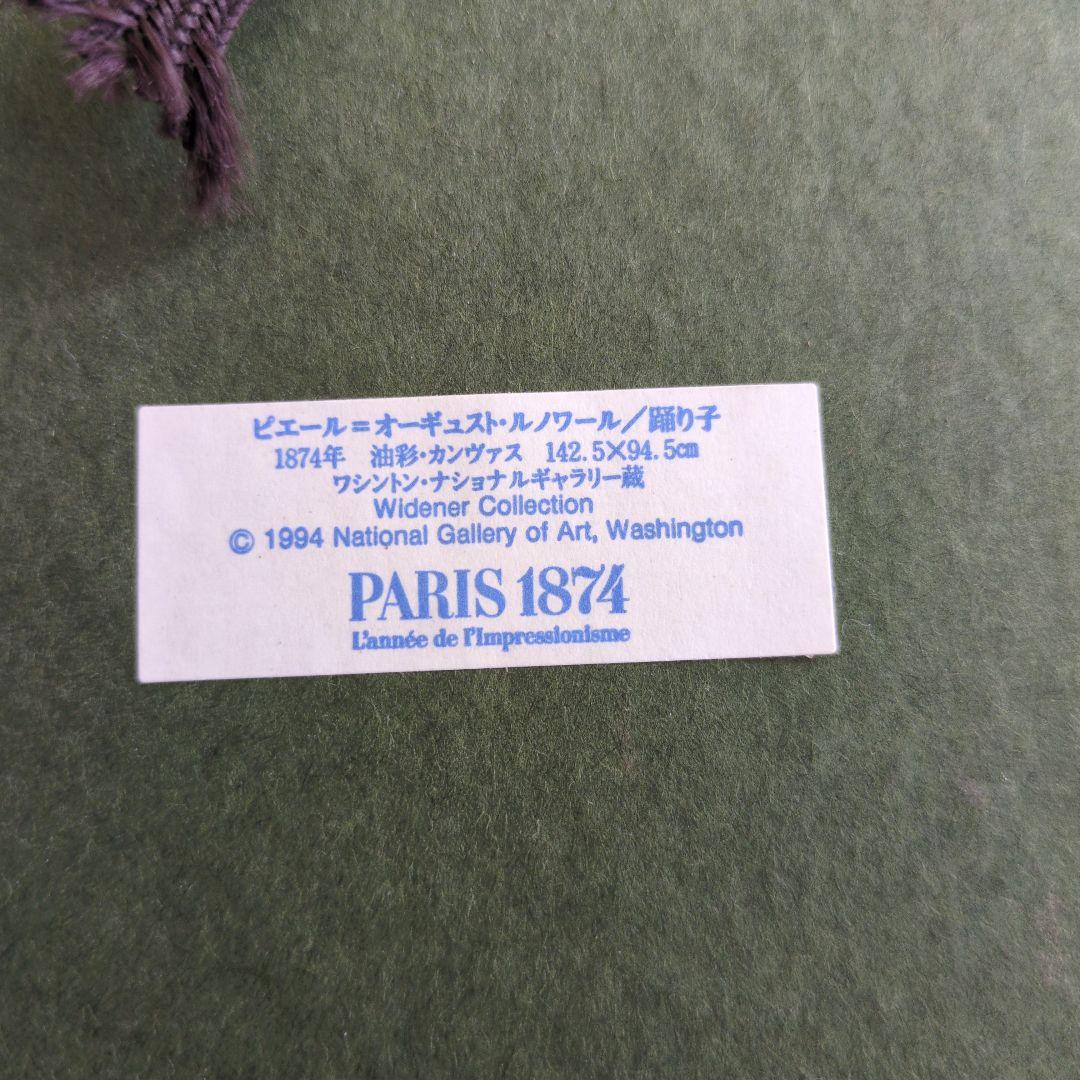 ピエール=オーギュスト・ルノワール/踊り子
1874年 油彩・カンヴァス 142.5×94.5㎝
ワシントン・ナショナルギャラリー蔵
Widener Collection
© 1994 National Gallery of Art, Washington
PARIS 1874
L'année de l'Impressionisme